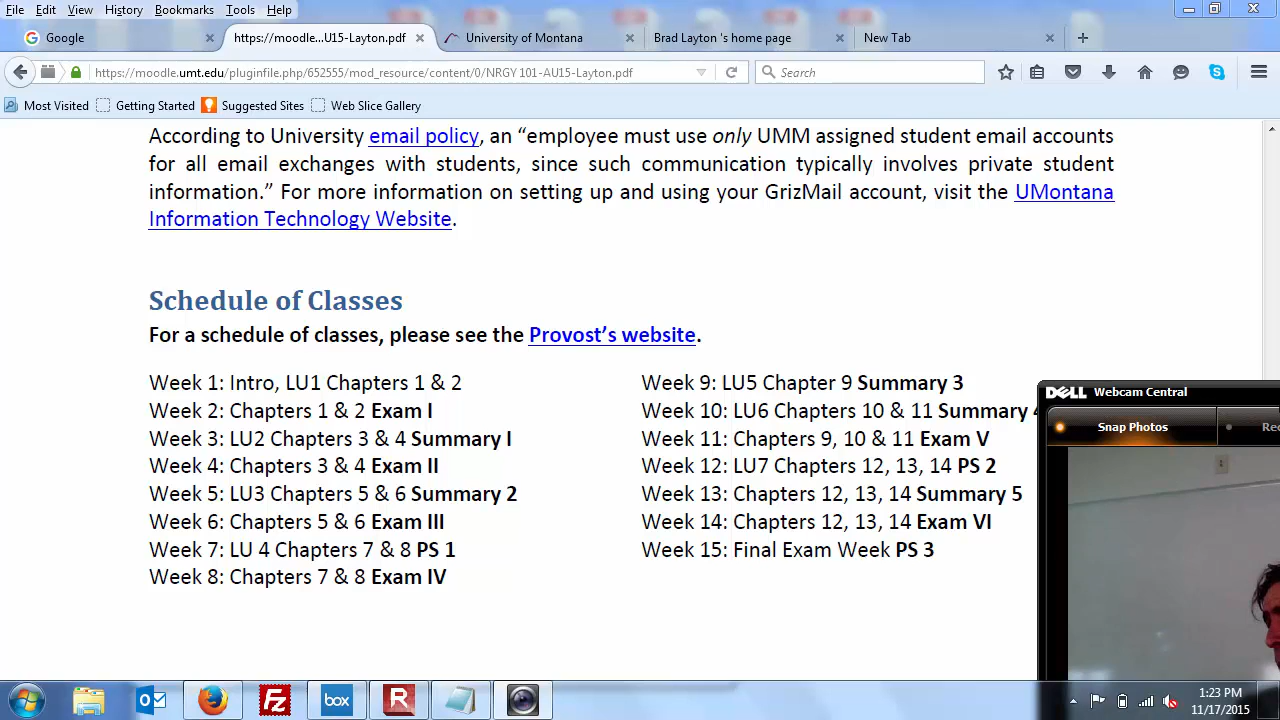 File Edit View History Bookmarks Tools Help
Google
https://moodle...U15-Layton.pdf
University of Montana
Brad Layton 's home page
New Tab
https://moodle.umt.edu/pluginfile.php/652555/mod_resource/content/0/NRGY 101-AU15-Layton.pdf
Search
Most Visited Getting Started Suggested Sites Web Slice Gallery
According to University email policy, an “employee must use only UMM assigned student email accounts
for all email exchanges with students, since such communication typically involves private student
information.” For more information on setting up and using your GrizMail account, visit the UMontana
Information Technology Website.
Schedule of Classes
For a schedule of classes, please see the Provost’s website.
Week 1: Intro, LU1 Chapters 1 & 2
Week 2: Chapters 1 & 2 Exam I
Week 3: LU2 Chapters 3 & 4 Summary I
Week 4: Chapters 3 & 4 Exam II
Week 5: LU3 Chapters 5 & 6 Summary 2
Week 6: Chapters 5 & 6 Exam III
Week 7: LU 4 Chapters 7 & 8 PS 1
Week 8: Chapters 7 & 8 Exam IV
Week 9: LU5 Chapter 9 Summary 3
Week 10: LU6 Chapters 10 & 11 Summary 4
Week 11: Chapters 9, 10 & 11 Exam V
Week 12: LU7 Chapters 12, 13, 14 PS 2
Week 13: Chapters 12, 13, 14 Summary 5
Week 14: Chapters 12, 13, 14 Exam VI
Week 15: Final Exam Week PS 3
DELL Webcam Central
Snap Photos
box
1:23 PM
11/17/2015